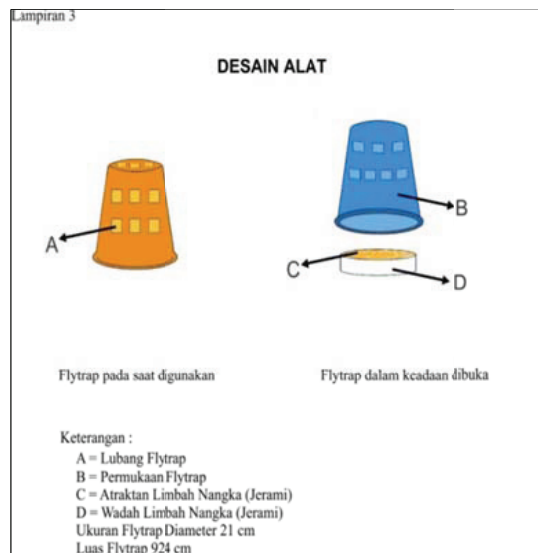 Lampiran 3
DESAIN ALAT
A
B
C
D
Flytrap pada saat digunakan
Flytrap dalam keadaan dibuka
Keterangan :
A = Lubang Flytrap
B = Permukaan Flytrap
C = Atraktan Limbah Nangka (Jerami)
D = Wadah Limbah Nangka (Jerami)
Ukuran Flytrap Diameter 21 cm
Luas Flytrap 924 cm